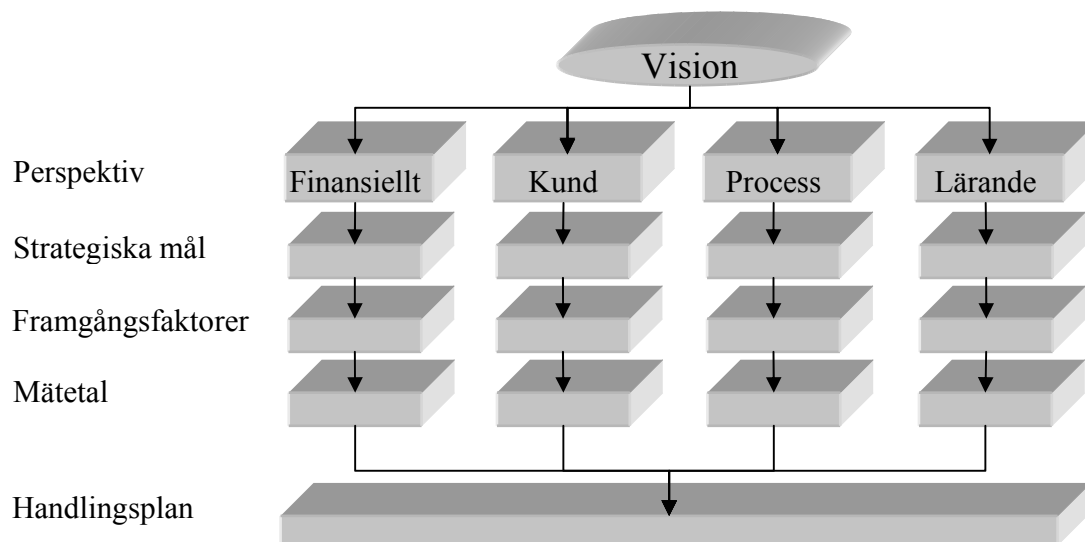 Vision
Perspektiv
Finansiellt
Kund
Process
Lärande
Strategiska mål
Framgångsfaktorer
Mätetal
Handlingsplan